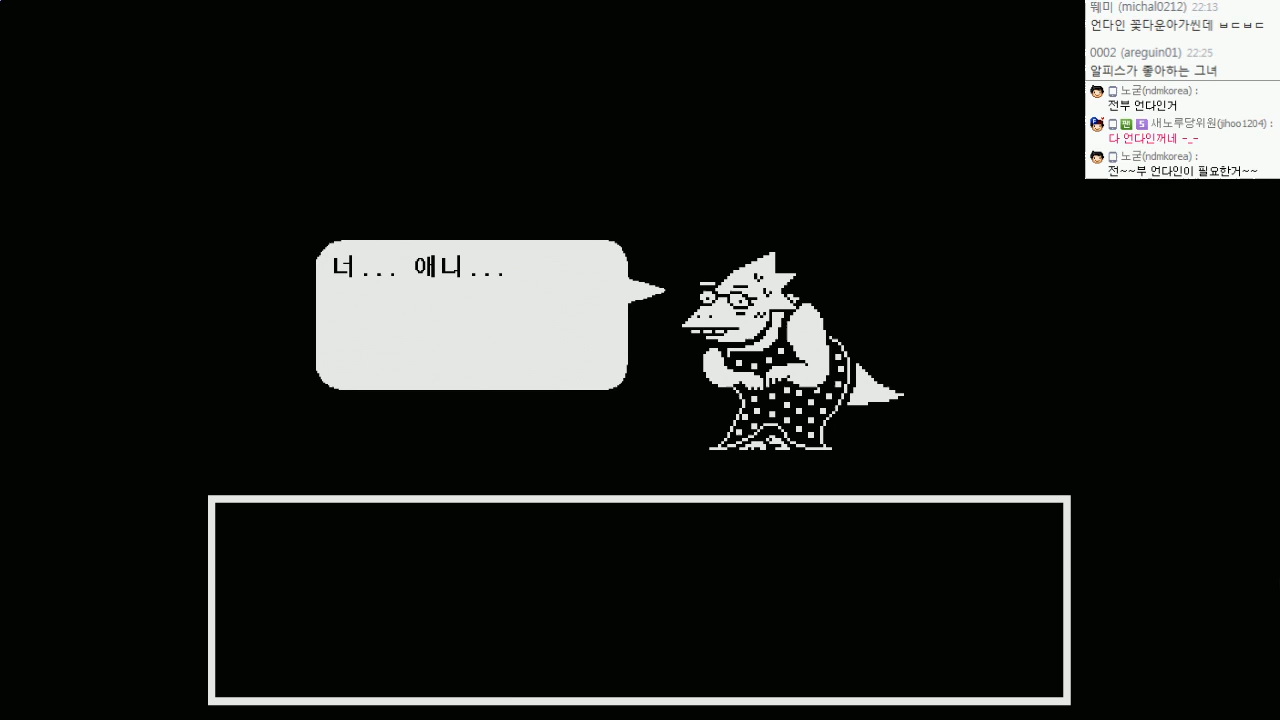 떼미 (michal0212) 22:13
언다인 꽃다운아가씬데 ㅂㄷㅂㄷ
0002 (areguin01) 22:25
알피스가 좋아하는 그녀
노굳(ndmkorea) :
전부 언다인거
팬 5 새노루당위원(jihoo1204) :
다 언다인꺼네 -_-
노굳(ndmkorea) :
전~~부 언다인이 필요한거~~
너... 애니...